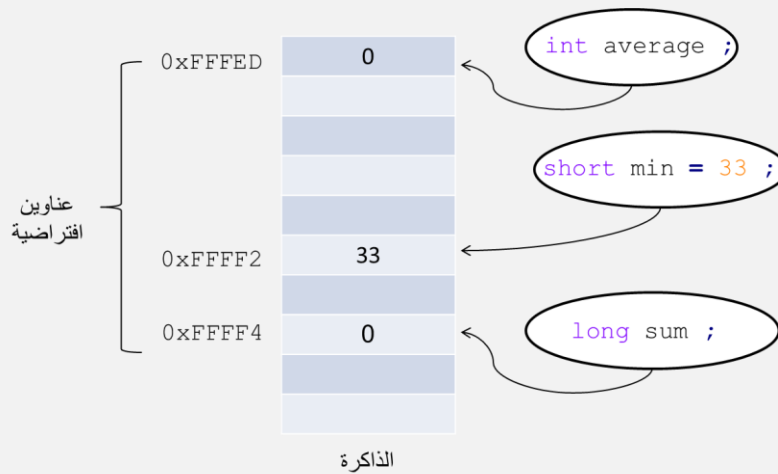 int average ;
0xFFFED 0
short min = 33 ;
عناوين
افتراضية
0xFFFF2 33
0xFFFF4 0
long sum ;
الذاكرة